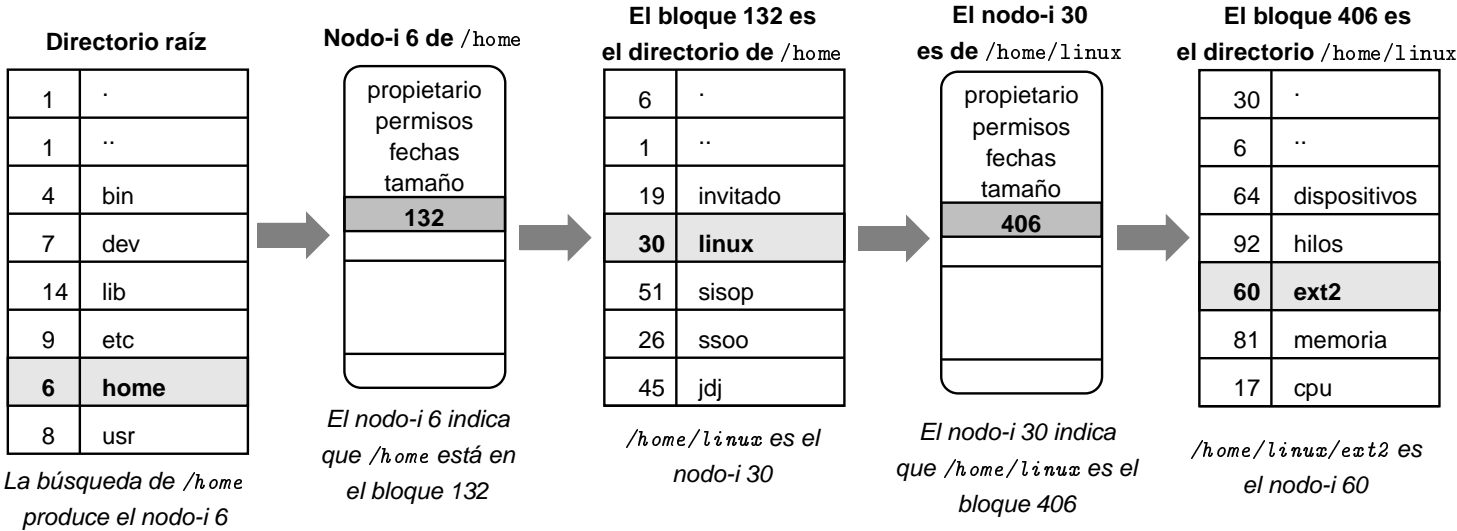 Directorio raíz
1 .
1 ..
4 bin
7 dev
14 lib
9 etc
6 home
8 usr
La búsqueda de /home
produce el nodo-i 6
Nodo-i 6 de /home
propietario
permisos
fechas
tamaño
132
El nodo-i 6 indica
que /home está en
el bloque 132
El bloque 132 es
el directorio de /home
6 .
1 ..
19 invitado
30 linux
51 sisop
26 ssoo
45 jdj
/home/linux es el
nodo-i 30
El nodo-i 30
es de /home/linux
propietario
permisos
fechas
tamaño
406
El nodo-i 30 indica
que /home/linux es el
bloque 406
El bloque 406 es
el directorio /home/linux
30 .
6 ..
64 dispositivos
92 hilos
60 ext2
81 memoria
17 cpu
/home/linux/ext2 es
el nodo-i 60